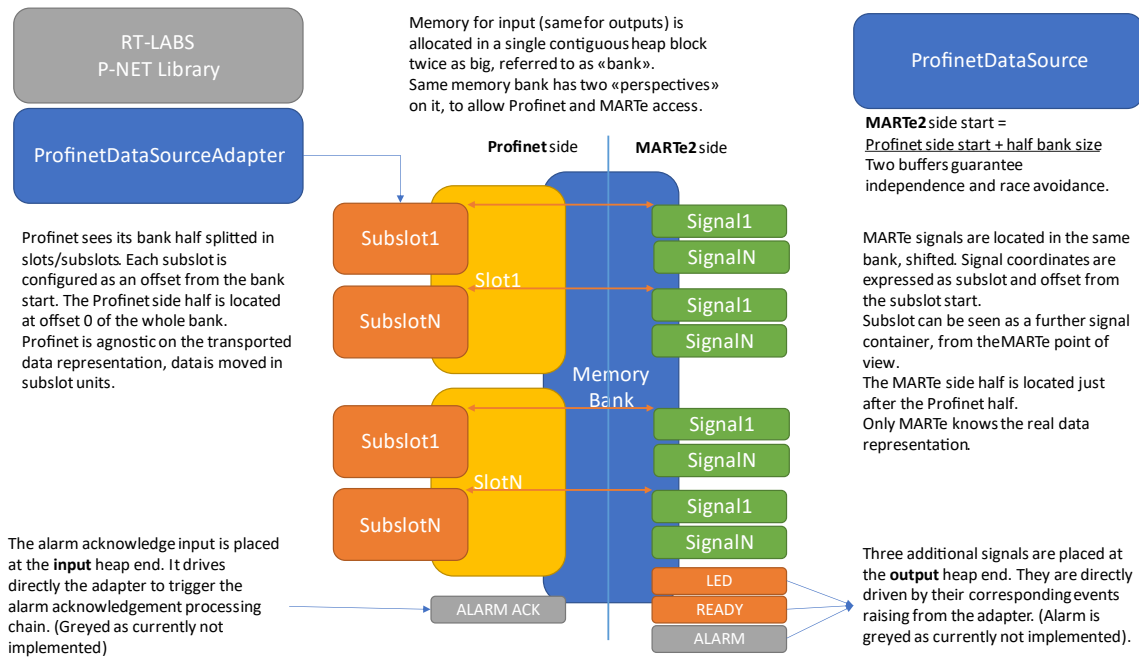 RT-LABS
P-NET Library
ProfinetDataSourceAdapter
Memory for input (same for outputs) is
allocated in a single contiguous heap block
twice as big, referred to as «bank».
Same memory bank has two «perspectives»
on it, to allow Profinet and MARTe access.
ProfinetDataSource
MARTe2 side start =
Profinet side start + half bank size
Two buffers guarantee
independence and race avoidance.
Profinet side
MARTe2 side
Profinet sees its bank half splitted in
slots/subslots. Each subslot is
configured as an offset from the bank
start. The Profinet side half is located
at offset 0 of the whole bank.
Profinet is agnostic on the transported
data representation, data is moved in
subslot units.
Subslot1
SubslotN
Slot1
Subslot1
SubslotN
SlotN
Memory
Bank
Signal1
SignalN
Signal1
SignalN
Signal1
SignalN
Signal1
SignalN
MARTe signals are located in the same
bank, shifted. Signal coordinates are
expressed as subslot and offset from
the subslot start.
Subslot can be seen as a further signal
container, from the MARTe point of
view.
The MARTe side half is located just
after the Profinet half.
Only MARTe knows the real data
representation.
The alarm acknowledge input is placed
at the input heap end. It drives
directly the adapter to trigger the
alarm acknowledgement processing
chain. (Greyed as currently not
implemented)
ALARM ACK
LED
READY
ALARM
Three additional signals are placed at
the output heap end. They are directly
driven by their corresponding events
raising from the adapter. (Alarm is
greyed as currently not implemented).